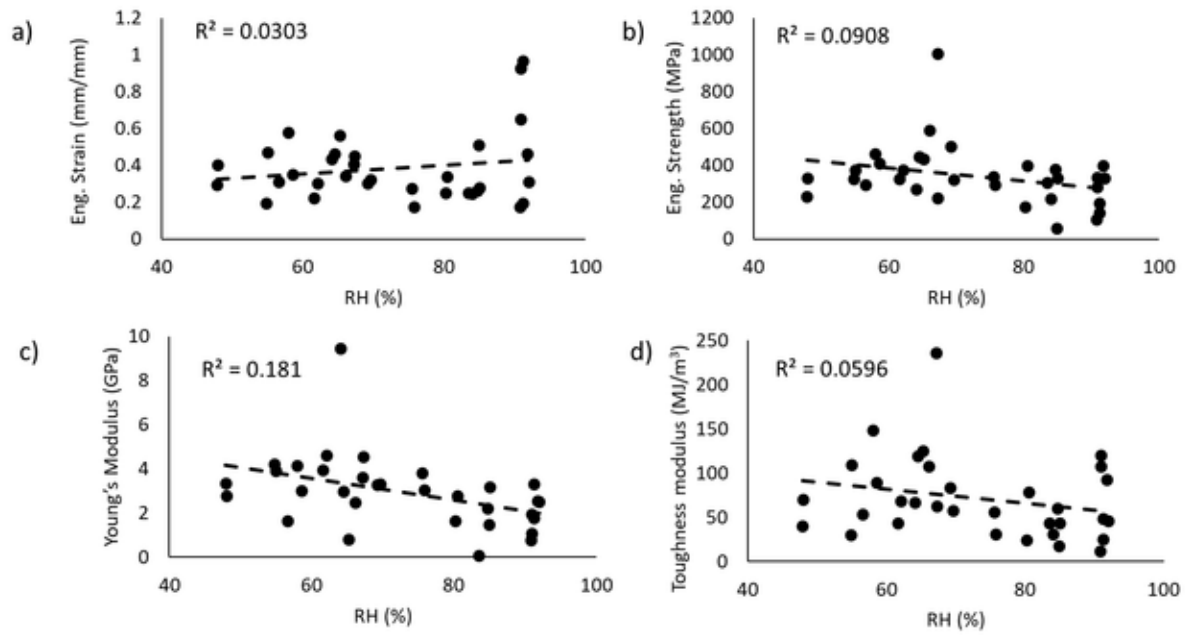 a)
R² = 0.0303
Eng. Strain (mm/mm)
1.2
1
0.8
0.6
0.4
0.2
0
40 60 80 100
RH (%)
b)
R² = 0.0908
Eng. Strength (MPa)
1200
1000
800
600
400
200
0
40 60 80 100
RH (%)
c)
R² = 0.181
Young's Modulus (GPa)
10
8
6
4
2
0
40 60 80 100
RH (%)
d)
R² = 0.0596
Toughness modulus (MJ/m³)
250
200
150
100
50
0
40 60 80 100
RH (%)